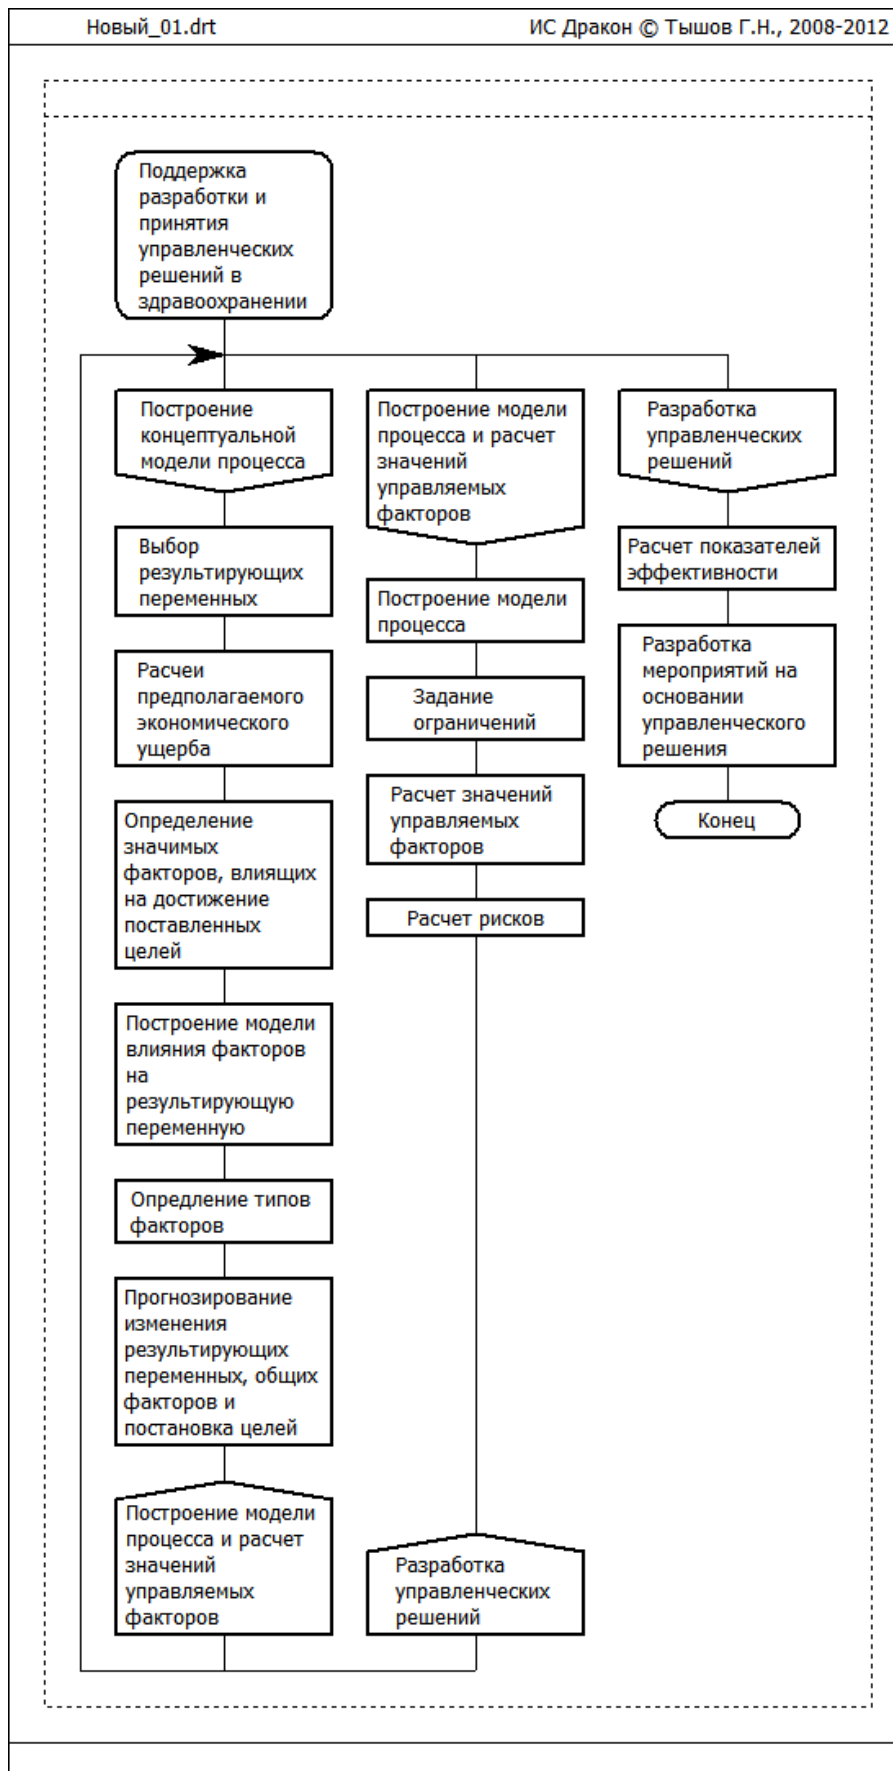 Новый_01.drt
ИС Дракон © Тышов Г.Н., 2008-2012
Поддержка
разработки и
принятия
управленческих
решений в
здравоохранении
Построение
концептуальной
модели процесса
Выбор
результирующих
переменных
Расчеи
предполагаемого
экономического
ущерба
Определение
значимых
факторов, влиящих
на достижение
поставленных
целей
Построение модели
влияния факторов
на
результирующую
переменную
Опредление типов
факторов
Прогнозирование
изменения
результирующих
переменных, общих
факторов и
постановка целей
Построение модели
процесса и расчет
значений
управляемых
факторов
Построение модели
процесса и расчет
значений
управляемых
факторов
Построение модели
процесса
Задание
ограничений
Расчет значений
управляемых
факторов
Расчет рисков
Разработка
управленческих
решений
Разработка
управленческих
решений
Расчет показателей
эффективности
Разработка
мероприятий на
основании
управленческого
решения
Конец